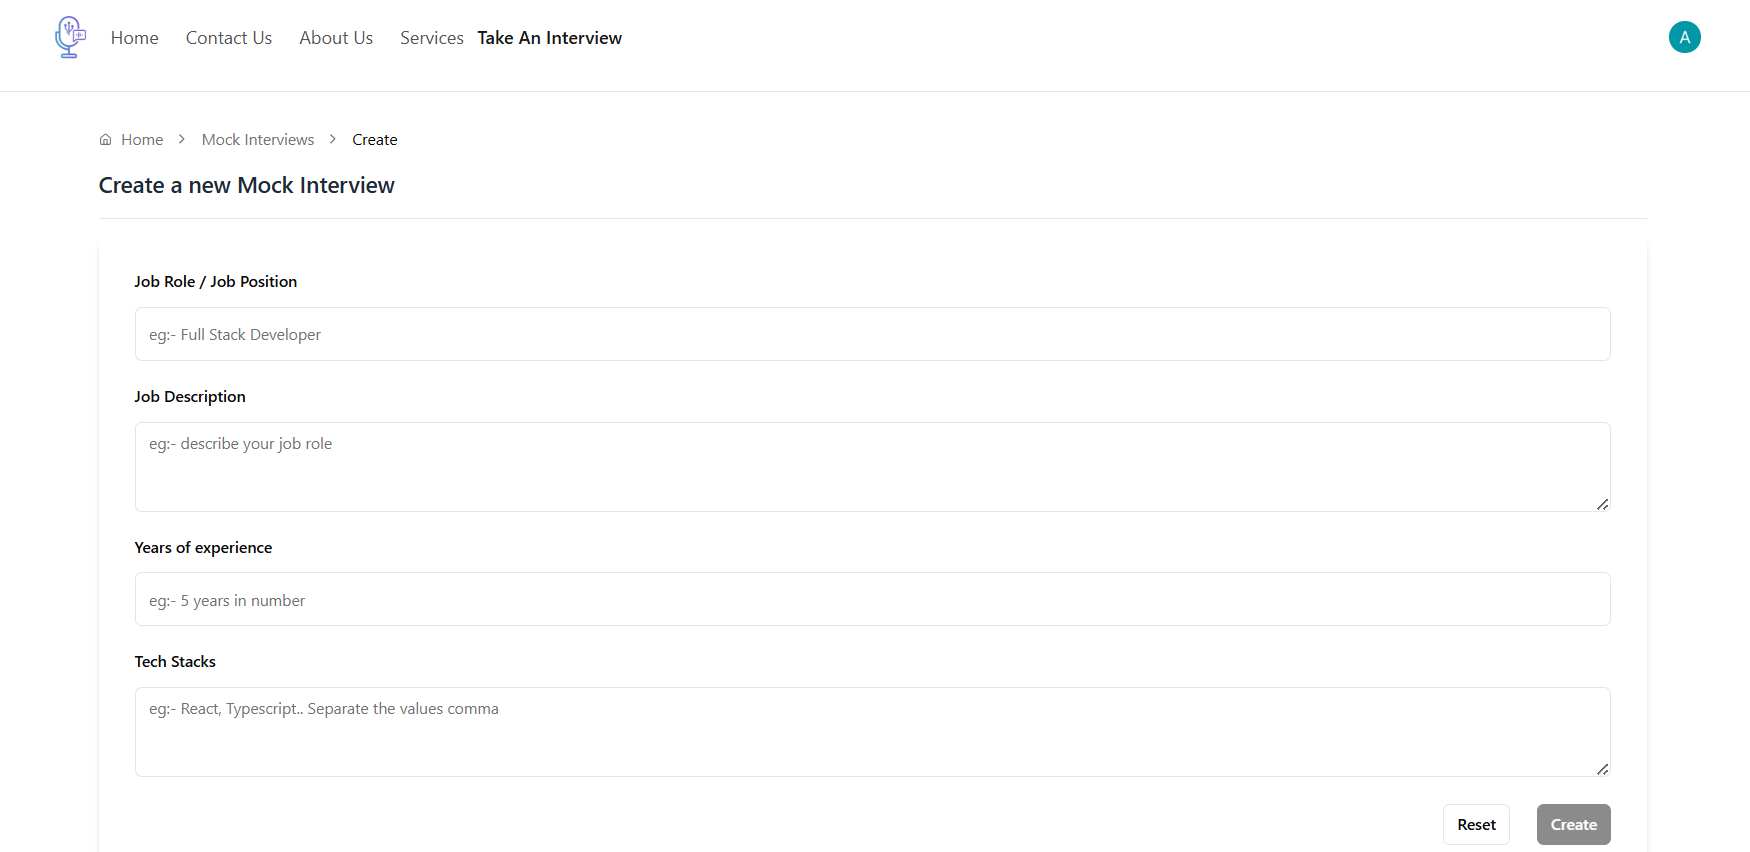 Home Contact Us About Us Services Take An Interview A
Home > Mock Interviews > Create
Create a new Mock Interview
Job Role / Job Position
eg:- Full Stack Developer
Job Description
eg:- describe your job role
Years of experience
eg:- 5 years in number
Tech Stacks
eg:- React, Typescript.. Separate the values comma
Reset Create